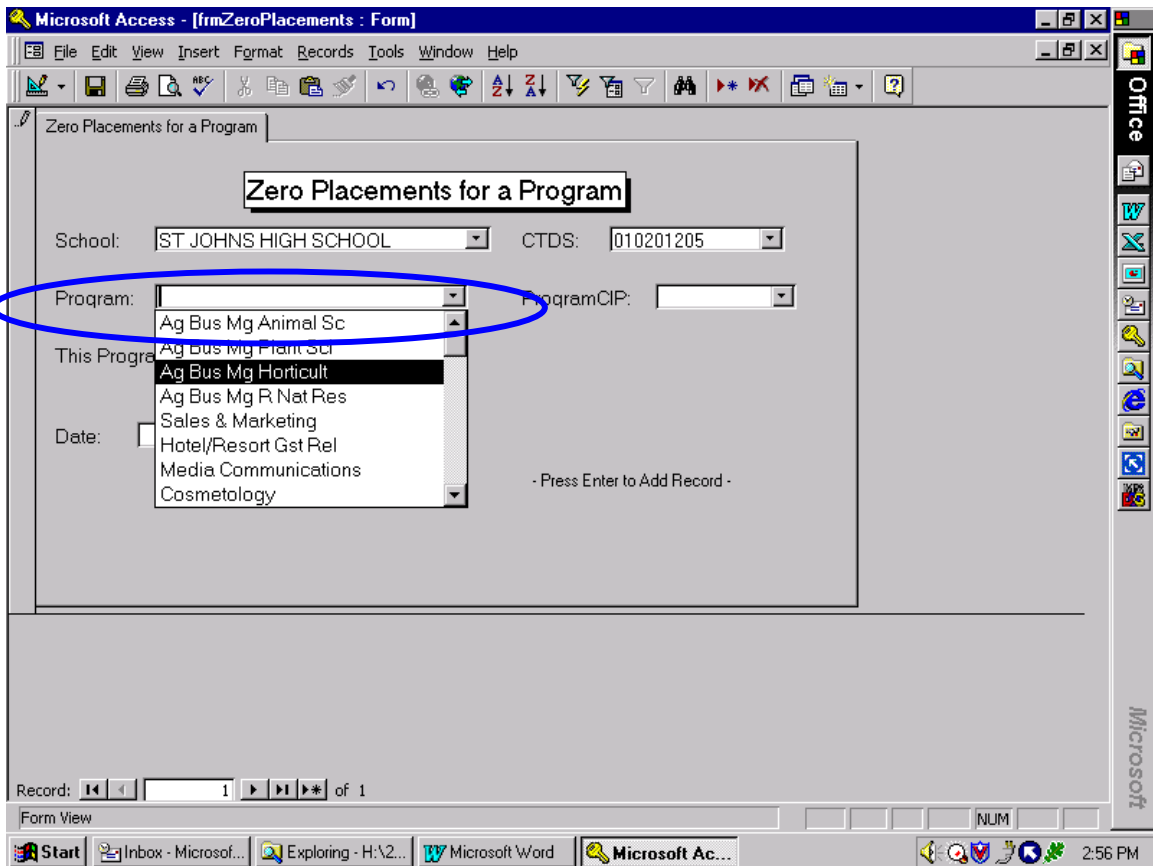 Microsoft Access - [frmZeroPlacements : Form]
File Edit View Insert Format Records Tools Window Help
Office
Zero Placements for a Program
Zero Placements for a Program
School: ST JOHNS HIGH SCHOOL CTDS: 010201205
Program: ProgramCIP:
Ag Bus Mg Animal Sc
Ag Bus Mg Plant Sci
This Progra
Ag Bus Mg Horticult
Ag Bus Mg R Nat Res
Sales & Marketing
Date:
Hotel/Resort Gst Rel
Media Communications
- Press Enter to Add Record -
Cosmetology
Microsoft
Record: 1 of 1
Form View NUM
Start Inbox - Microsof... Exploring - H:\2... Microsoft Word Microsoft Ac... 2:56 PM